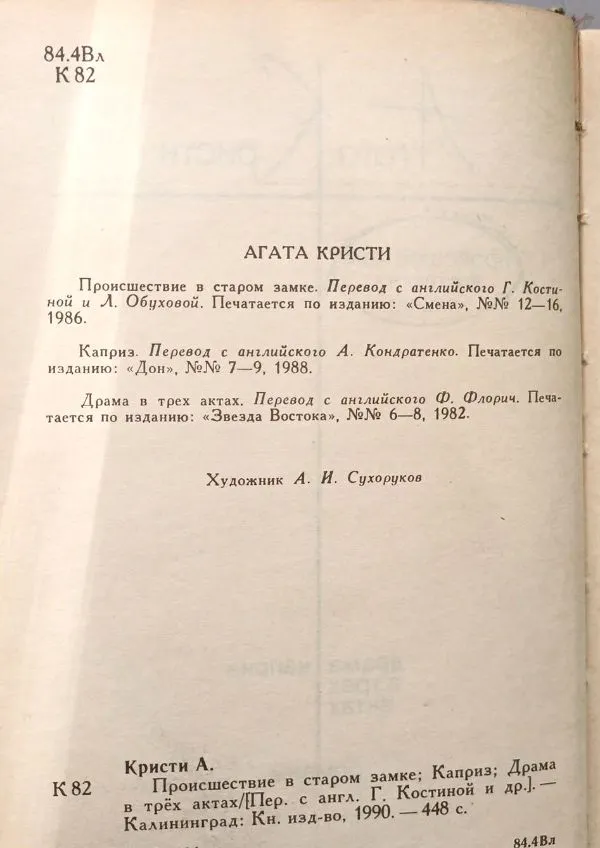 84.4Вл
К 82
АГАТА КРИСТИ
Происшествие в старом замке. Перевод с английского Г. Кости-
ной и Л. Обуховой. Печатается по изданию: «Смена», №№ 12—16,
1986.
Каприз. Перевод с английского А. Кондратенко. Печатается по
изданию: «Дон», №№ 7—9, 1988.
Драма в трех актах. Перевод с английского Ф. Флорич. Печа-
тается по изданию: «Звезда Востока», №№ 6—8, 1982.
Художник А. И. Сухоруков
Кристи А.
К 82 Происшествие в старом замке; Каприз; Драма
в трёх актах/[Пер. с англ. Г. Костиной и др.].—
Калининград: Кн. изд-во, 1990.— 448 с.
84.4Вл